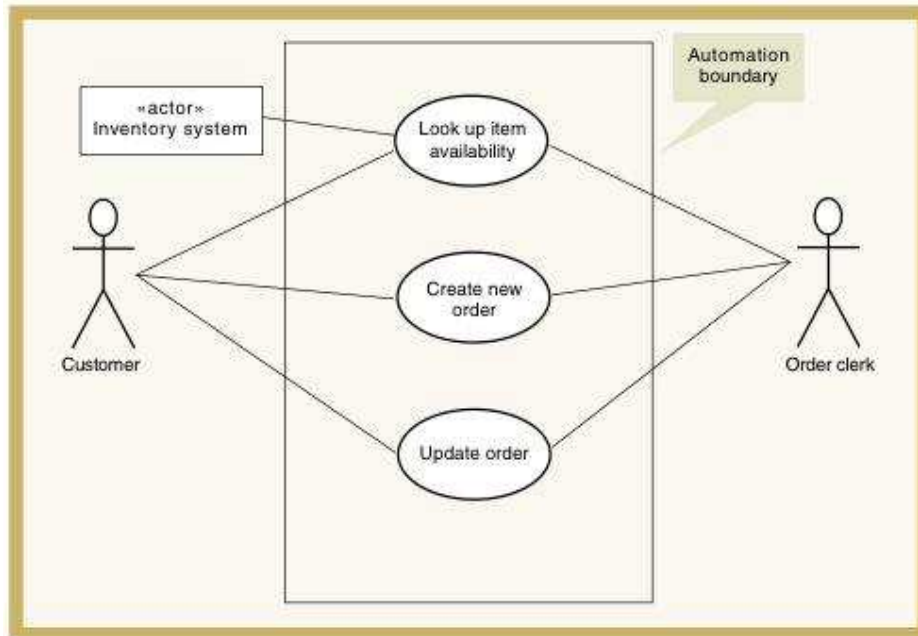 Automation
boundary
«actor»
Inventory system
Look up item
availability
Create new
order
Customer
Order clerk
Update order